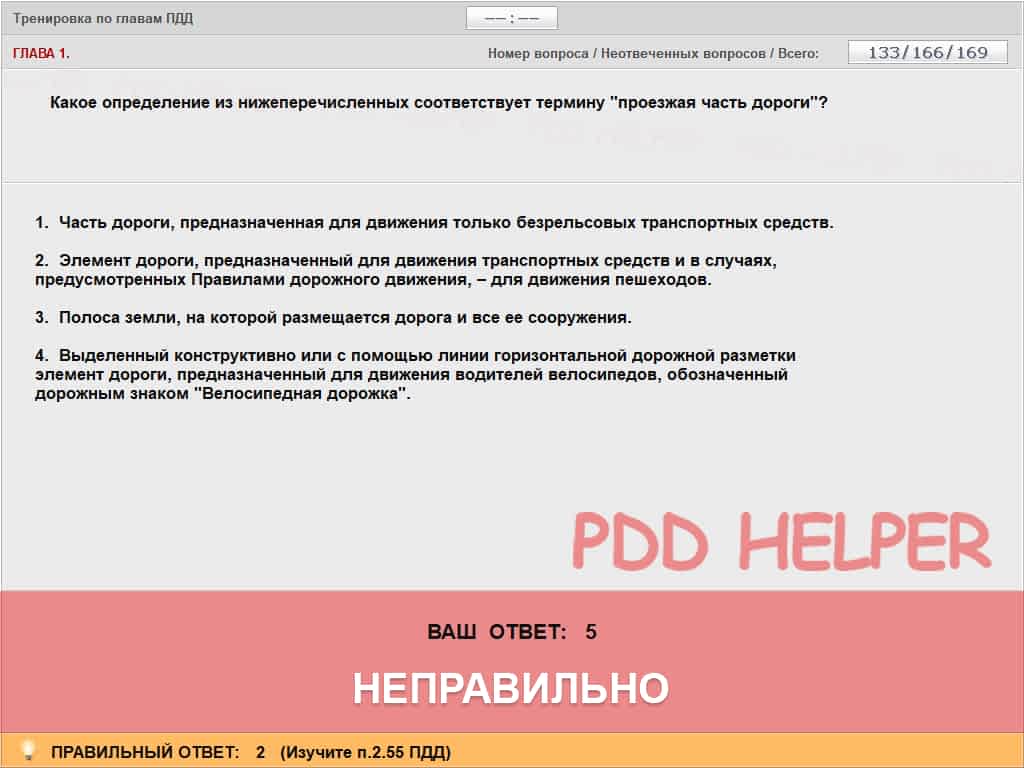 Тренировка по главам ПДД
–– : ––
ГЛАВА 1.
Номер вопроса / Неотвеченных вопросов / Всего:
133/166/169
Какое определение из нижеперечисленных соответствует термину "проезжая часть дороги"?
1. Часть дороги, предназначенная для движения только безрельсовых транспортных средств.
2. Элемент дороги, предназначенный для движения транспортных средств и в случаях,
предусмотренных Правилами дорожного движения, – для движения пешеходов.
3. Полоса земли, на которой размещается дорога и все ее сооружения.
4. Выделенный конструктивно или с помощью линии горизонтальной дорожной разметки
элемент дороги, предназначенный для движения водителей велосипедов, обозначенный
дорожным знаком "Велосипедная дорожка".
PDD HELPER
ВАШ ОТВЕТ: 5
НЕПРАВИЛЬНО
ПРАВИЛЬНЫЙ ОТВЕТ: 2 (Изучите п.2.55 ПДД)